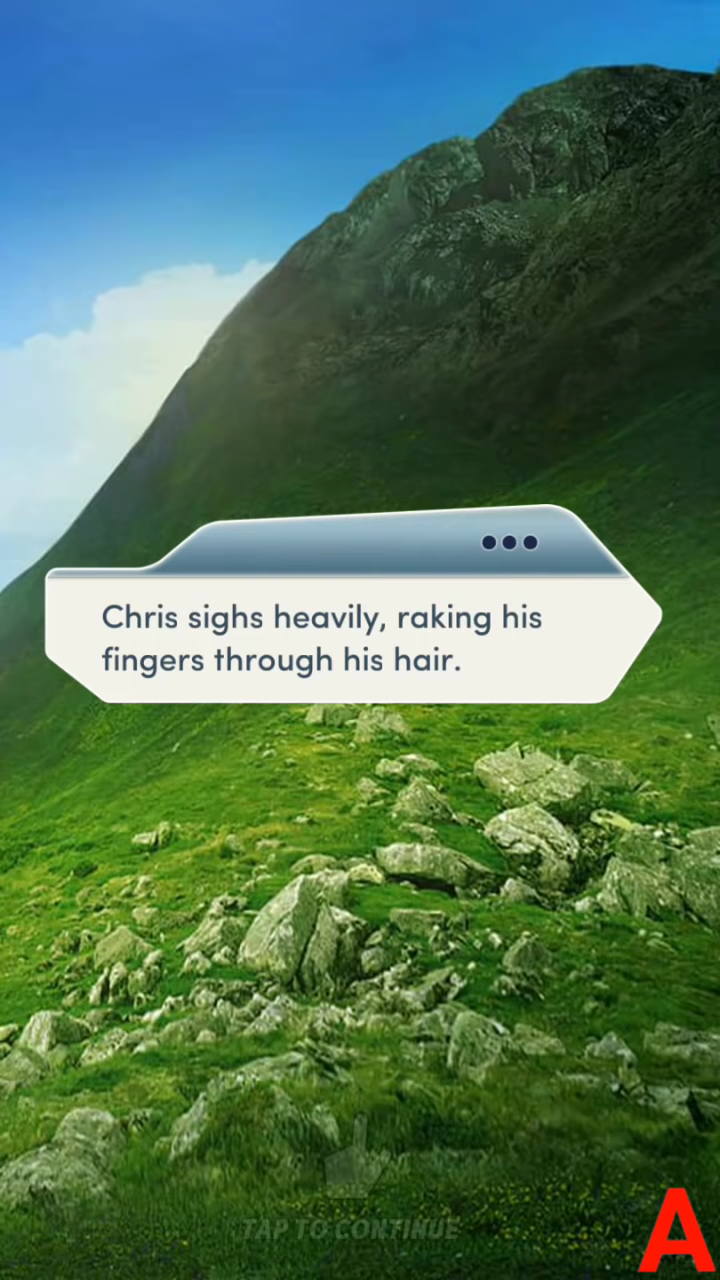 Chris sighs heavily, raking his
fingers through his hair.
TAP TO CONTINUE
A